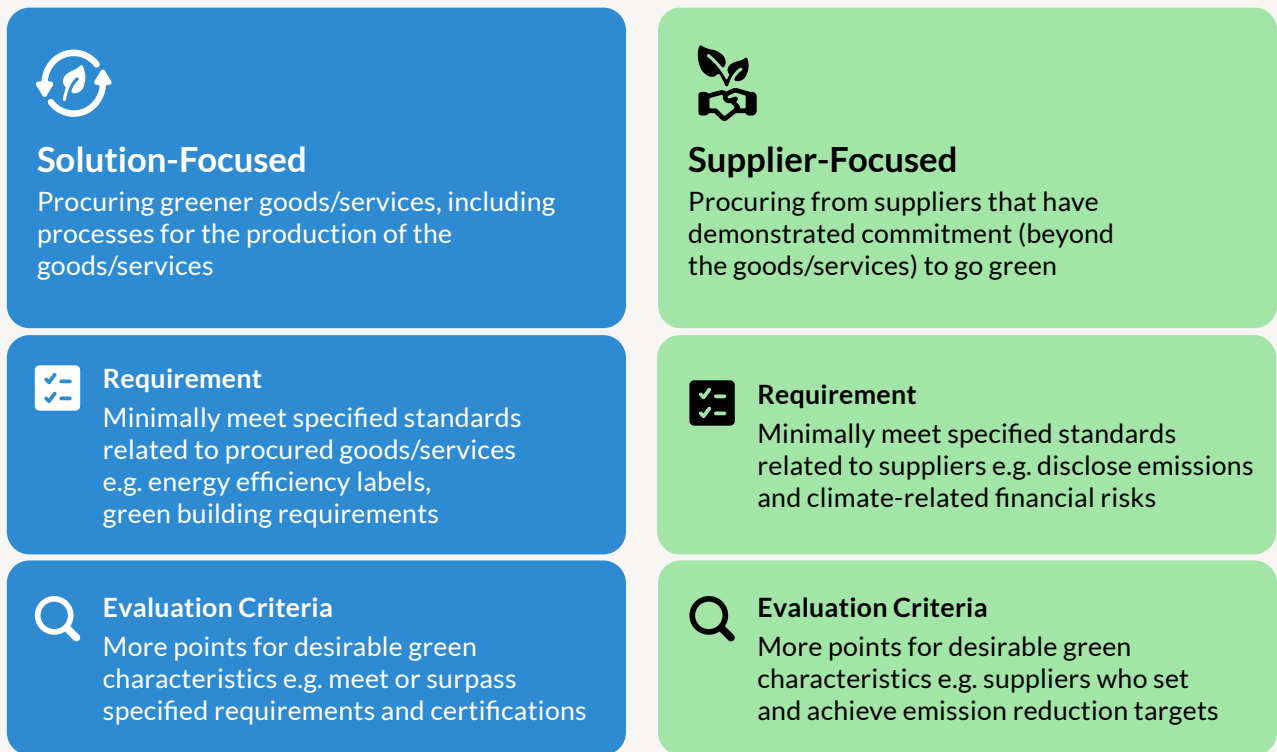 Solution-Focused
Procuring greener goods/services, including
processes for the production of the
goods/services
Requirement
Minimally meet specified standards
related to procured goods/services
e.g. energy efficiency labels,
green building requirements
Evaluation Criteria
More points for desirable green
characteristics e.g. meet or surpass
specified requirements and certifications
Supplier-Focused
Procuring from suppliers that have
demonstrated commitment (beyond
the goods/services) to go green
Requirement
Minimally meet specified standards
related to suppliers e.g. disclose emissions
and climate-related financial risks
Evaluation Criteria
More points for desirable green
characteristics e.g. suppliers who set
and achieve emission reduction targets